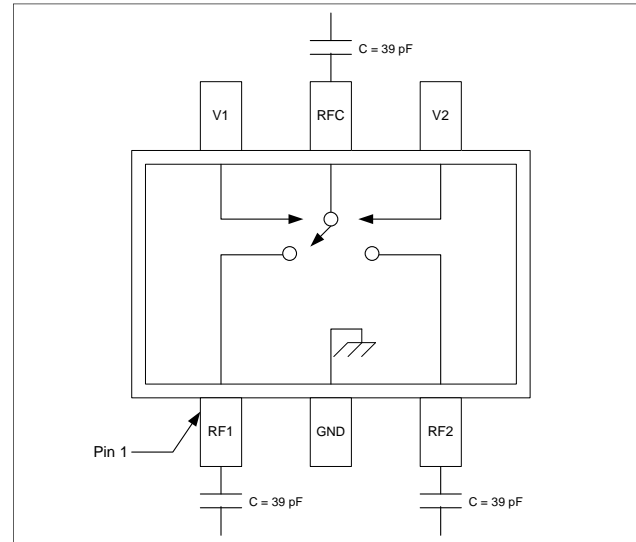 C = 39 pF
V1
RFC
V2
RF1
GND
RF2
Pin 1
C = 39 pF
C = 39 pF